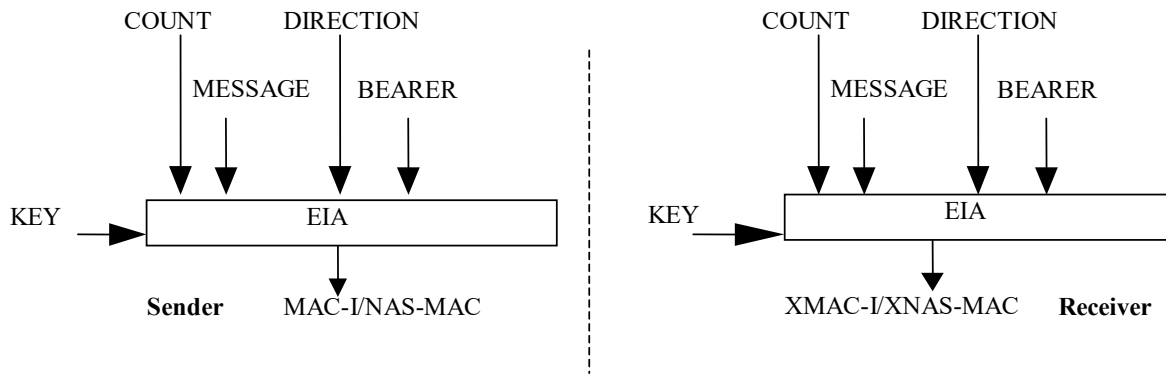 COUNT DIRECTION
MESSAGE BEARER
KEY EIA
Sender MAC-I/NAS-MAC
COUNT DIRECTION
MESSAGE BEARER
KEY EIA
XMAC-I/XNAS-MAC Receiver